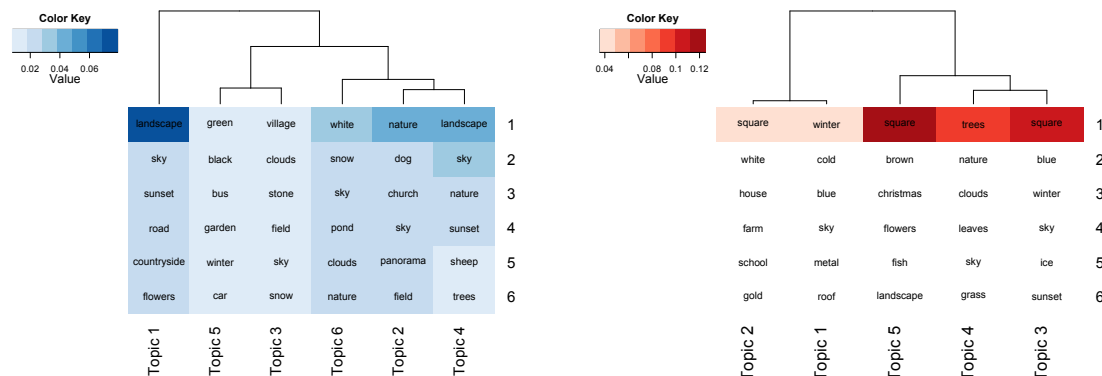 Color Key
0.02 0.04 0.06
Value
landscape green village white nature landscape 1
sky black clouds snow dog sky 2
sunset bus stone sky church nature 3
road garden field pond sky sunset 4
countryside winter sky clouds panorama sheep 5
flowers car snow nature field trees 6
Topic 1 Topic 5 Topic 3 Topic 6 Topic 2 Topic 4
Color Key
0.04 0.08 0.1 0.12
Value
square winter square trees square 1
white cold brown nature blue 2
house blue christmas clouds winter 3
farm sky flowers leaves sky 4
school metal fish sky ice 5
gold roof landscape grass sunset 6
Topic 2 Topic 1 Topic 5 Topic 4 Topic 3